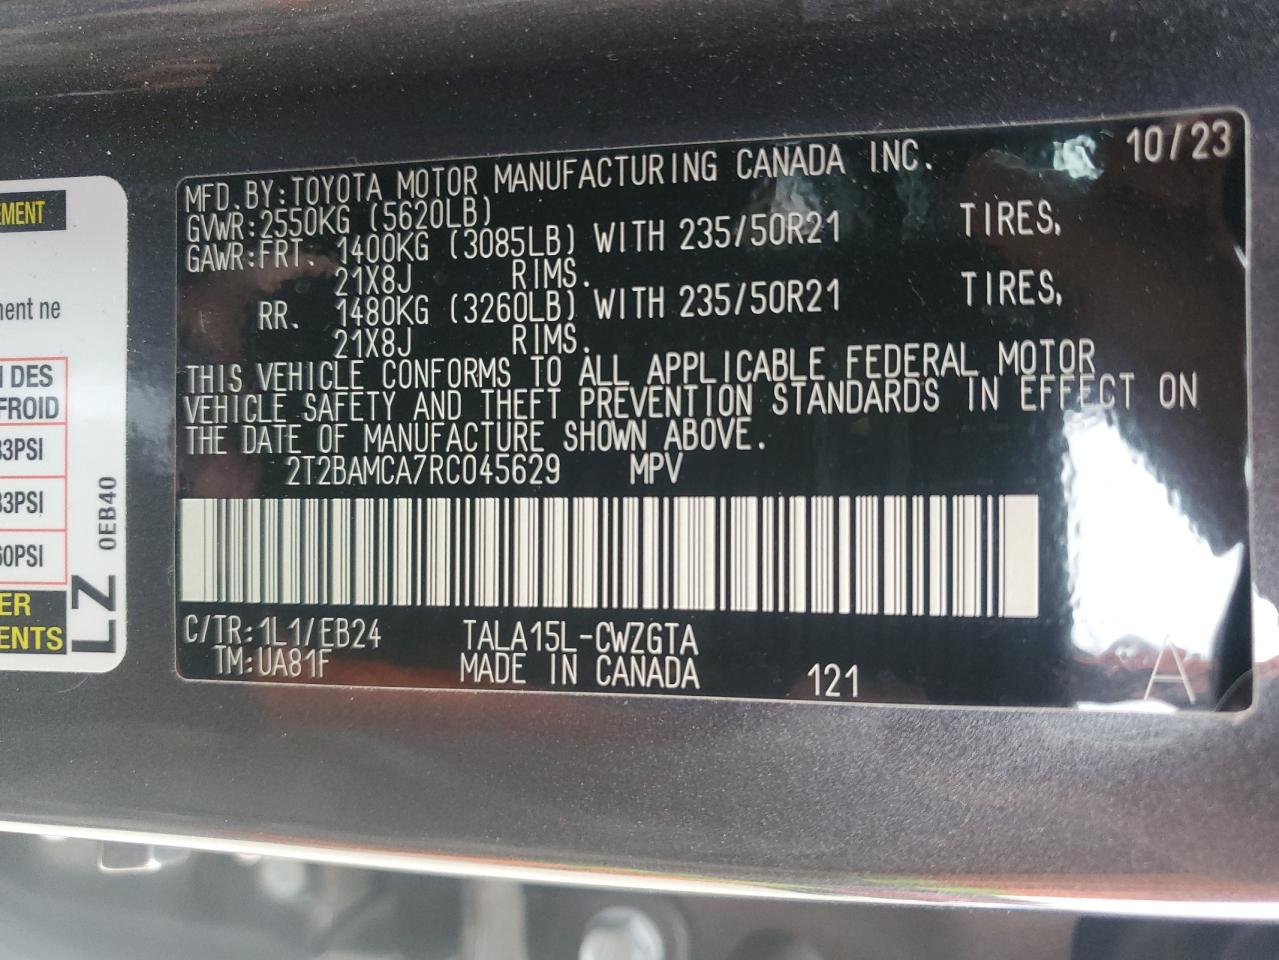 MFD.BY:TOYOTA MOTOR MANUFACTURING CANADA INC. 10/23
GVWR:2550KG (5620LB)
GAWR:FRT. 1400KG (3085LB) WITH 235/50R21 TIRES,
21X8J RIMS.
RR. 1480KG (3260LB) WITH 235/50R21 TIRES,
21X8J RIMS.
THIS VEHICLE CONFORMS TO ALL APPLICABLE FEDERAL MOTOR
VEHICLE SAFETY AND THEFT PREVENTION STANDARDS IN EFFECT ON
THE DATE OF MANUFACTURE SHOWN ABOVE.
2T2BAMCA7RC045629 MPV
C/TR:1L1/EB24 TALA15L-CWZGTA
TM:UA81F MADE IN CANADA 121 A
EMENT
ment ne
DES
FROID
33PSI
33PSI
60PSI
ER
ENTS
LZ 0EB40